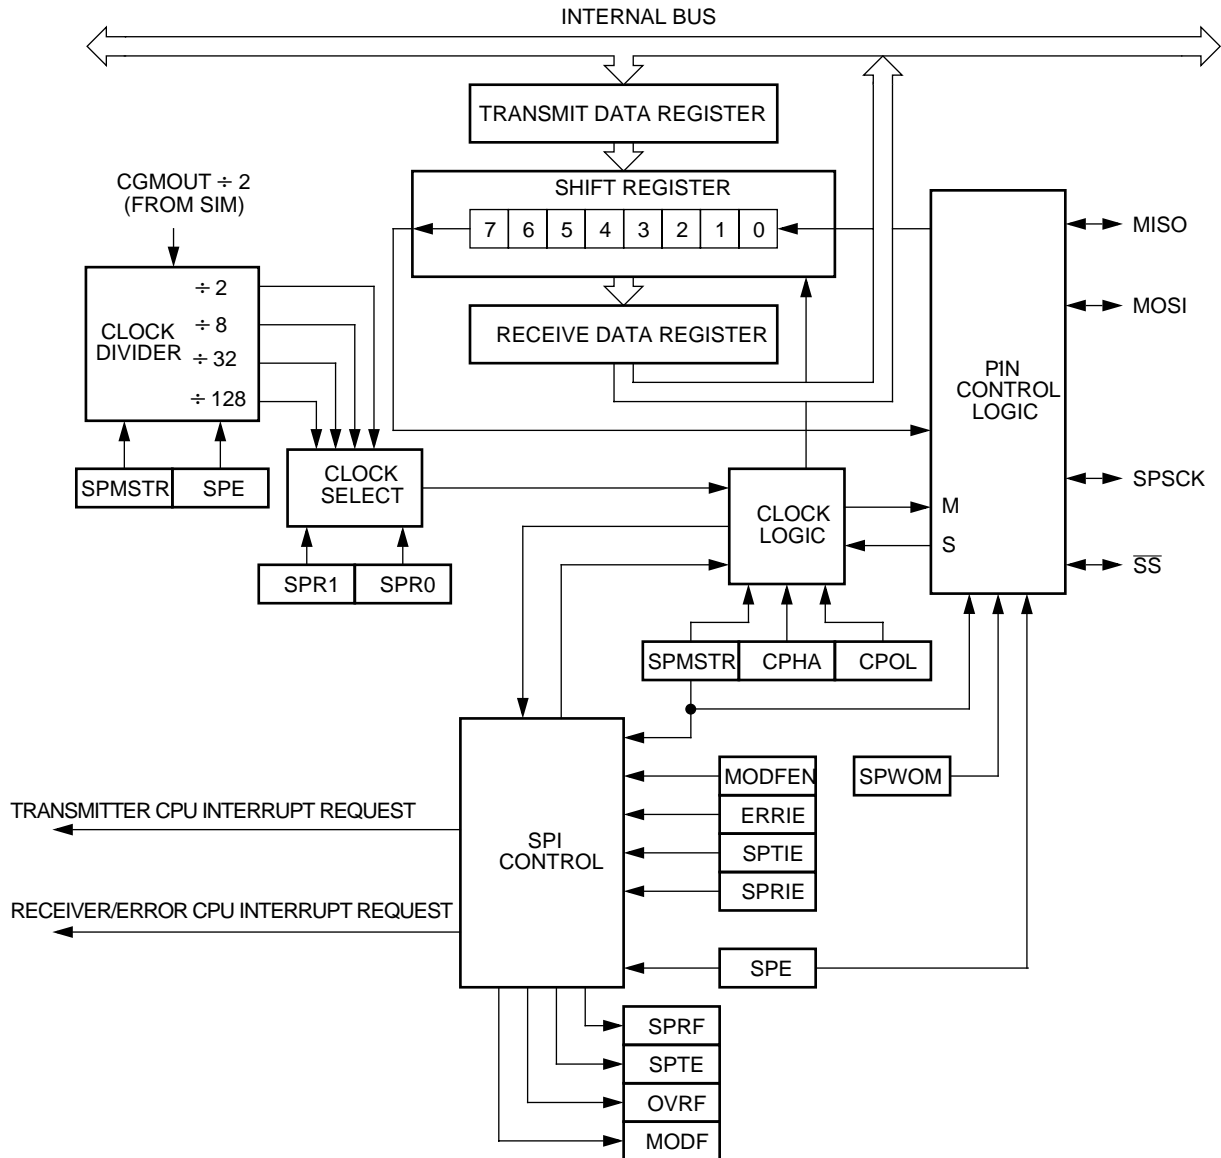 INTERNAL BUS
TRANSMIT DATA REGISTER
SHIFT REGISTER
7 6 5 4 3 2 1 0
RECEIVE DATA REGISTER
CGMOUT ÷ 2
(FROM SIM)
CLOCK
DIVIDER
÷ 2
÷ 8
÷ 32
÷ 128
SPMSTR SPE
CLOCK
SELECT
SPR1 SPR0
CLOCK
LOGIC
PIN
CONTROL
LOGIC
M
S
MISO
MOSI
SPSCK
SS
SPMSTR CPHA CPOL
MODFEN
ERRIE
SPTIE
SPRIE
SPE
SPWOM
SPI
CONTROL
TRANSMITTER CPU INTERRUPT REQUEST
RECEIVER/ERROR CPU INTERRUPT REQUEST
SPRF
SPTE
OVRF
MODF